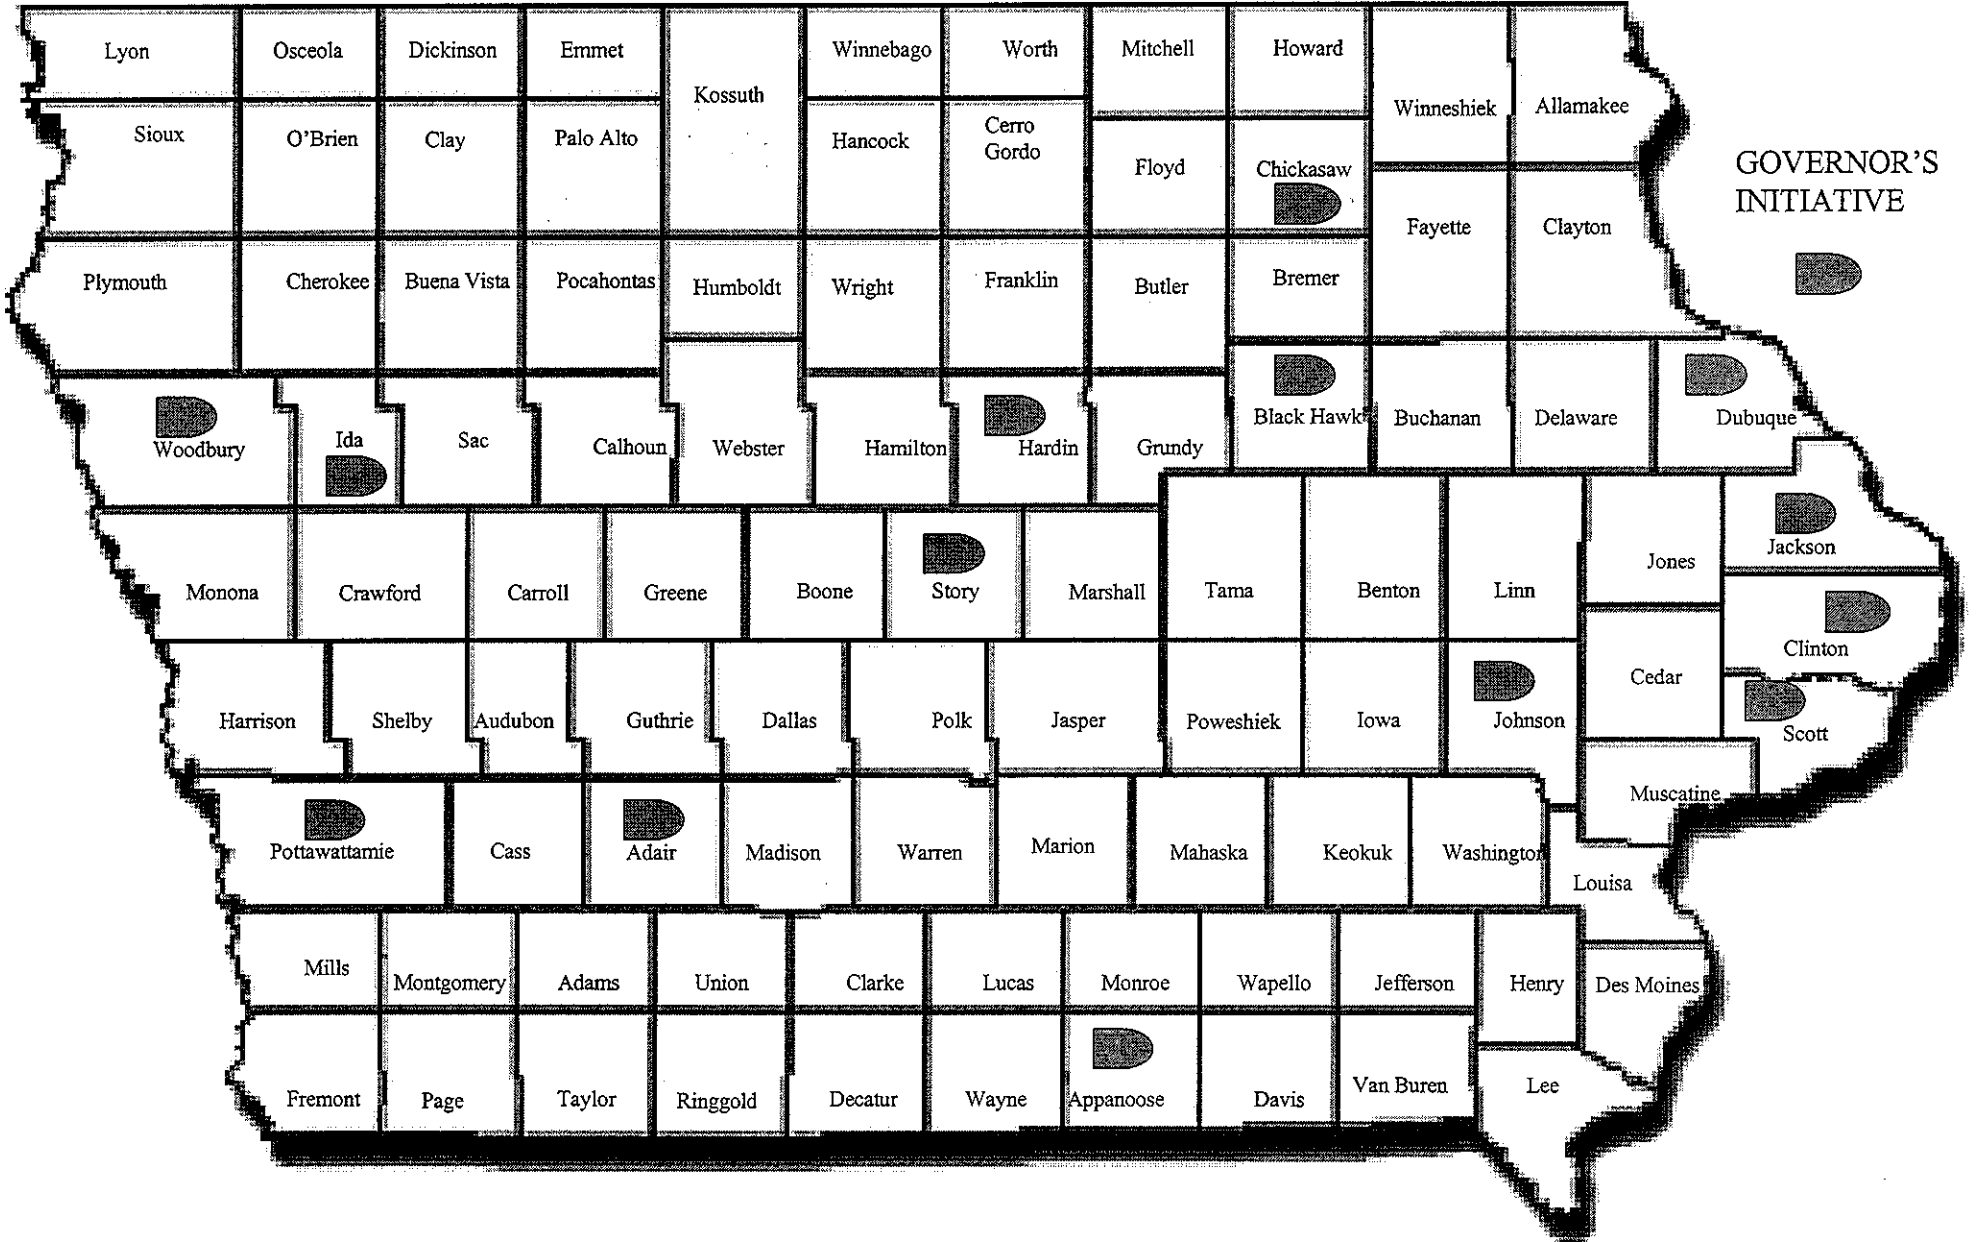 Lyon
Osceola
Dickinson
Emmet
Kossuth
Winnebago
Worth
Mitchell
Howard
Winneshiek
Allamakee
Sioux
O'Brien
Clay
Palo Alto
Hancock
Cerro
Gordo
Floyd
Chickasaw
GOVERNOR'S
INITIATIVE
Fayette
Clayton
Plymouth
Cherokee
Buena Vista
Pocahontas
Humboldt
Wright
Franklin
Butler
Bremer
Woodbury
Ida
Sac
Calhoun
Webster
Hamilton
Hardin
Grundy
Black Hawk
Buchanan
Delaware
Dubuque
Jackson
Monona
Crawford
Carroll
Greene
Boone
Story
Marshall
Tama
Benton
Linn
Jones
Clinton
Harrison
Shelby
Audubon
Guthrie
Dallas
Polk
Jasper
Poweshiek
Iowa
Johnson
Cedar
Scott
Muscatine
Pottawattamie
Cass
Adair
Madison
Warren
Marion
Mahaska
Keokuk
Washington
Louisa
Mills
Montgomery
Adams
Union
Clarke
Lucas
Monroe
Wapello
Jefferson
Henry
Des Moines
Fremont
Page
Taylor
Ringgold
Decatur
Wayne
Appanoose
Davis
Van Buren
Lee